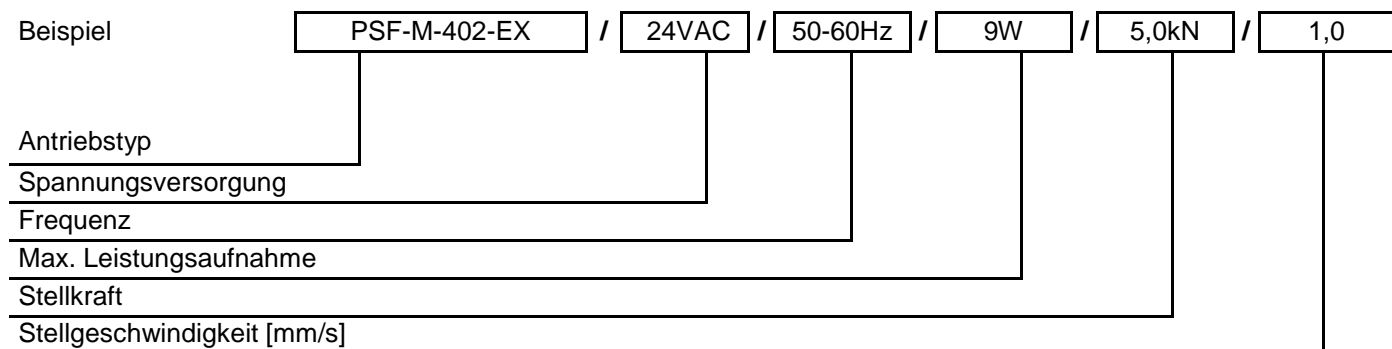 Beispiel PSF-M-402-EX / 24VAC / 50-60Hz / 9W / 5,0kN / 1,0
Antriebstyp
Spannungsversorgung
Frequenz
Max. Leistungsaufnahme
Stellkraft
Stellgeschwindigkeit [mm/s]